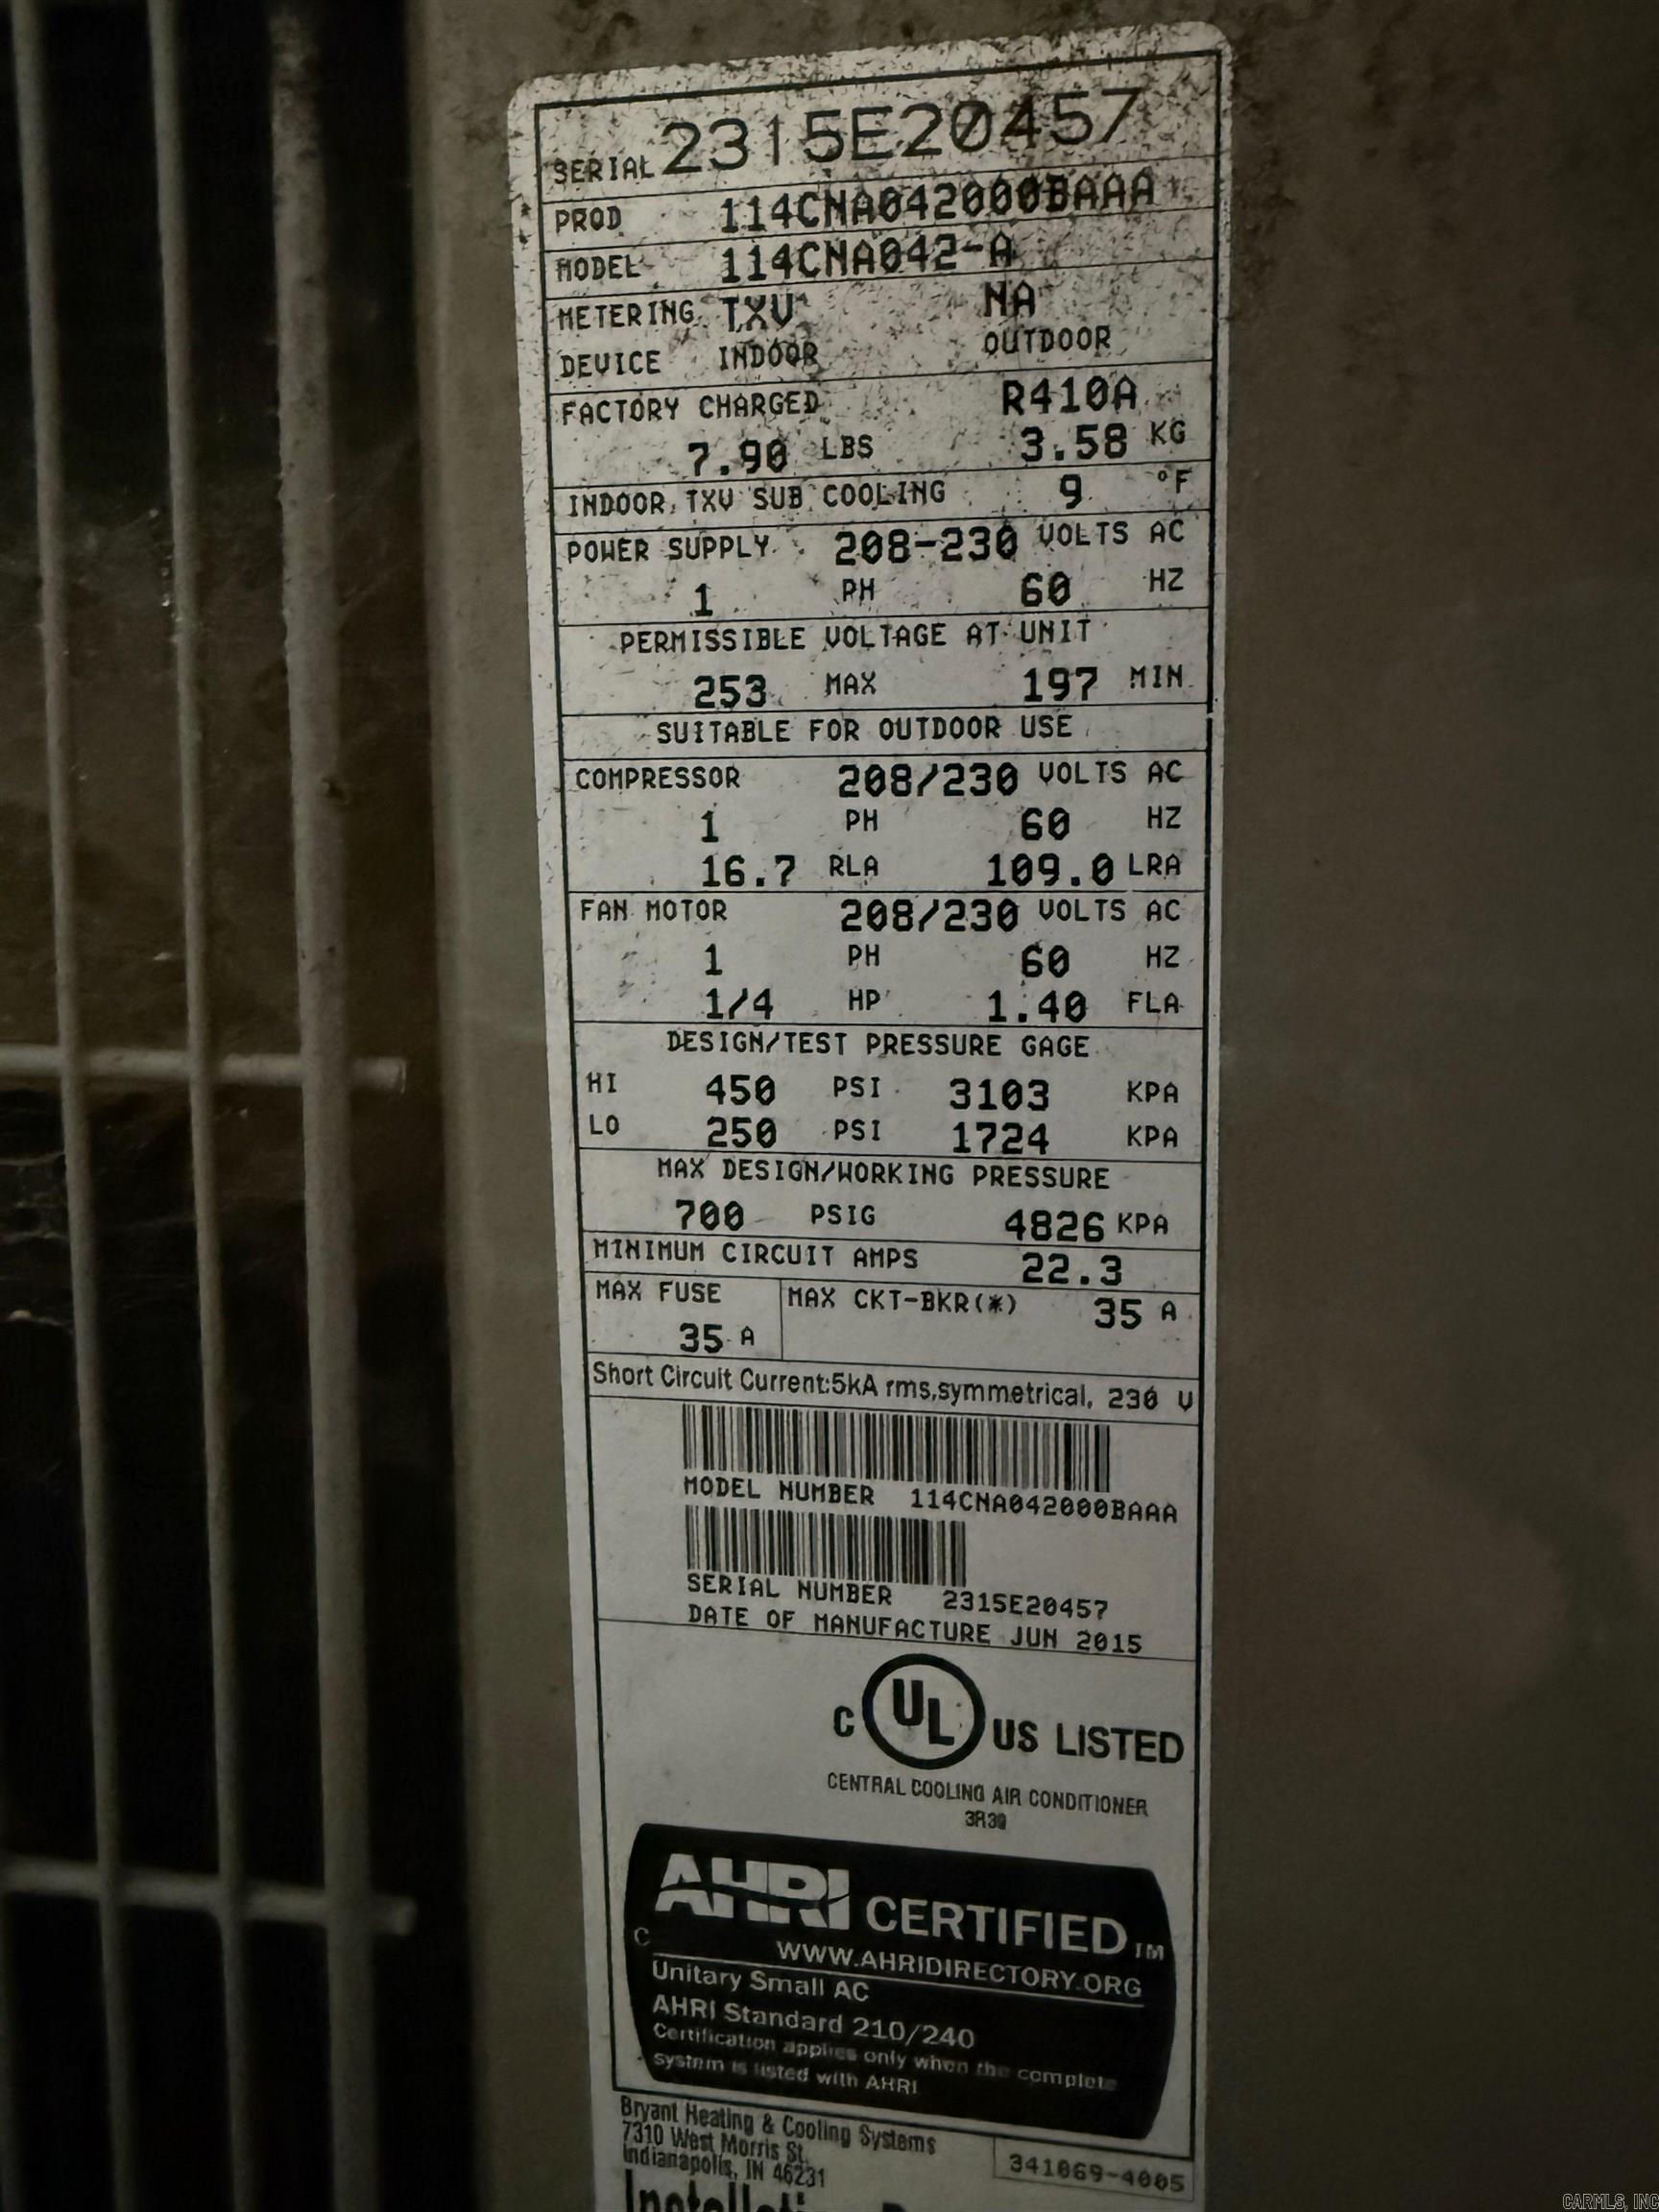 SERIAL 2315E20457
PROD 114CNA042000BAAA
MODEL 114CNA042-A
METERING TXV NA
DEVICE INDOOR OUTDOOR
FACTORY CHARGED R410A
7.90 LBS 3.58 KG
INDOOR TXV SUB COOLING 9 °F
POWER SUPPLY 208-230 VOLTS AC
1 PH 60 HZ
PERMISSIBLE VOLTAGE AT UNIT
253 MAX 197 MIN
SUITABLE FOR OUTDOOR USE
COMPRESSOR 208/230 VOLTS AC
1 PH 60 HZ
16.7 RLA 109.0 LRA
FAN MOTOR 208/230 VOLTS AC
1 PH 60 HZ
1/4 HP 1.40 FLA
DESIGN/TEST PRESSURE GAGE
HI 450 PSI 3103 KPA
LO 250 PSI 1724 KPA
MAX DESIGN/WORKING PRESSURE
700 PSIG 4826 KPA
MINIMUM CIRCUIT AMPS 22.3
MAX FUSE MAX CKT-BKR(*) 35 A
35 A
Short Circuit Current:5kA rms,symmetrical, 230 V
MODEL NUMBER 114CNA042000BAAA
SERIAL NUMBER 2315E20457
DATE OF MANUFACTURE JUN 2015
C UL US LISTED
CENTRAL COOLING AIR CONDITIONER
3R30
AHRI CERTIFIED TM
C
WWW.AHRIDIRECTORY.ORG
Unitary Small AC
AHRI Standard 210/240
Certification applies only when the complete
system is listed with AHRI
Bryant Heating & Cooling Systems
7310 West Morris St.
Indianapolis, IN 46231
341069-4005
CARMLS, INC